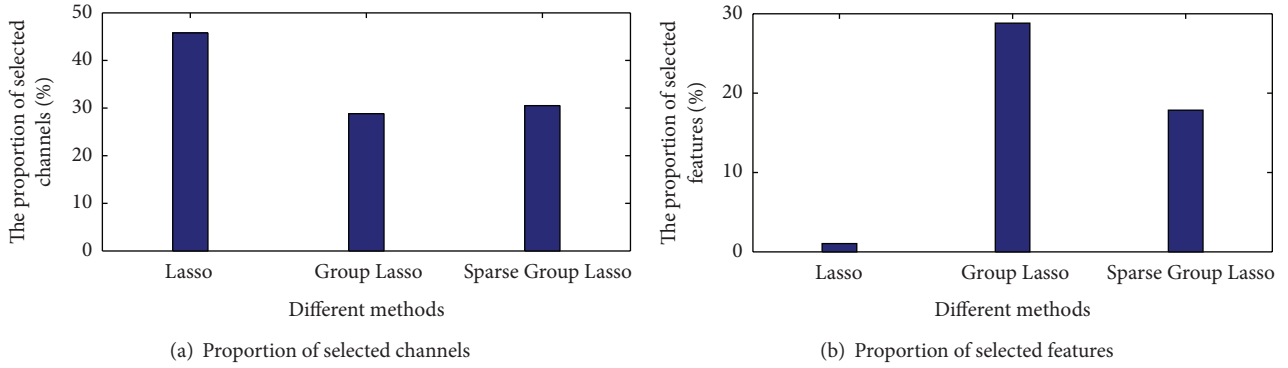 The proportion of selected
channels (%)
50
40
30
20
10
0
Lasso
Group Lasso
Sparse Group Lasso
Different methods
(a) Proportion of selected channels
The proportion of selected
features (%)
30
20
10
0
Lasso
Group Lasso
Sparse Group Lasso
Different methods
(b) Proportion of selected features